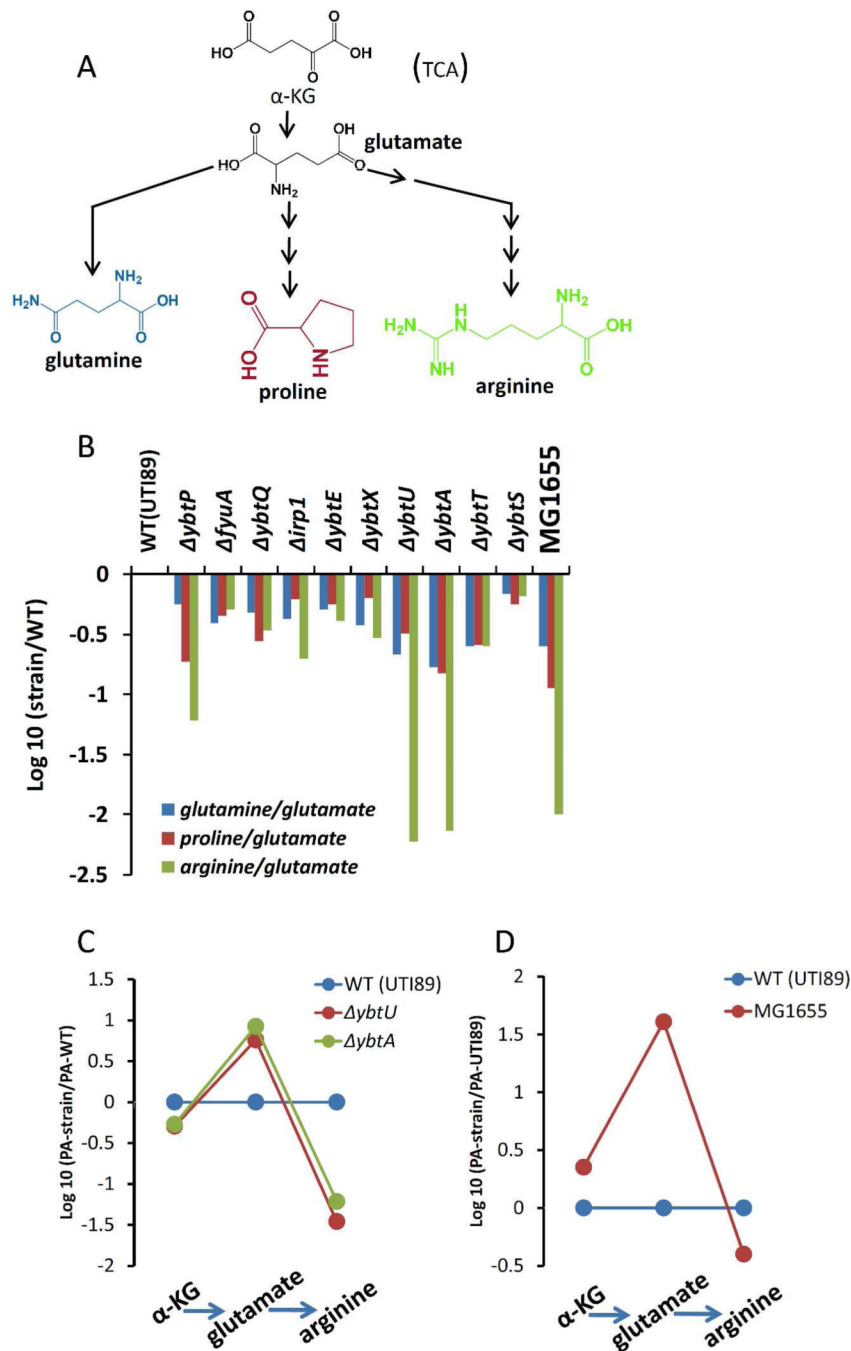 A
HO
O
O
OH
O
(TCA)
α-KG
O
OH
glutamate
HO
O
NH2
H2N
NH2
OH
O
O
glutamine
O
HO
HN
proline
H2N
H
N
NH2
OH
NH
O
arginine
B
WT(UTI89)
ΔybtP
ΔfyuA
ΔybtQ
Δirp1
ΔybtE
ΔybtX
ΔybtU
ΔybtA
ΔybtT
ΔybtS
MG1655
Log 10 (strain/WT)
0
-0.5
-1
-1.5
-2
-2.5
glutamine/glutamate
proline/glutamate
arginine/glutamate
C
Log 10 (PA-strain/PA-WT)
1.5
1
0.5
0
-0.5
-1
-1.5
-2
WT (UTI89)
ΔybtU
ΔybtA
α-KG
glutamate
arginine
D
Log 10 (PA-strain/PA-UTI89)
2
1.5
1
0.5
0
-0.5
WT (UTI89)
MG1655
α-KG
glutamate
arginine